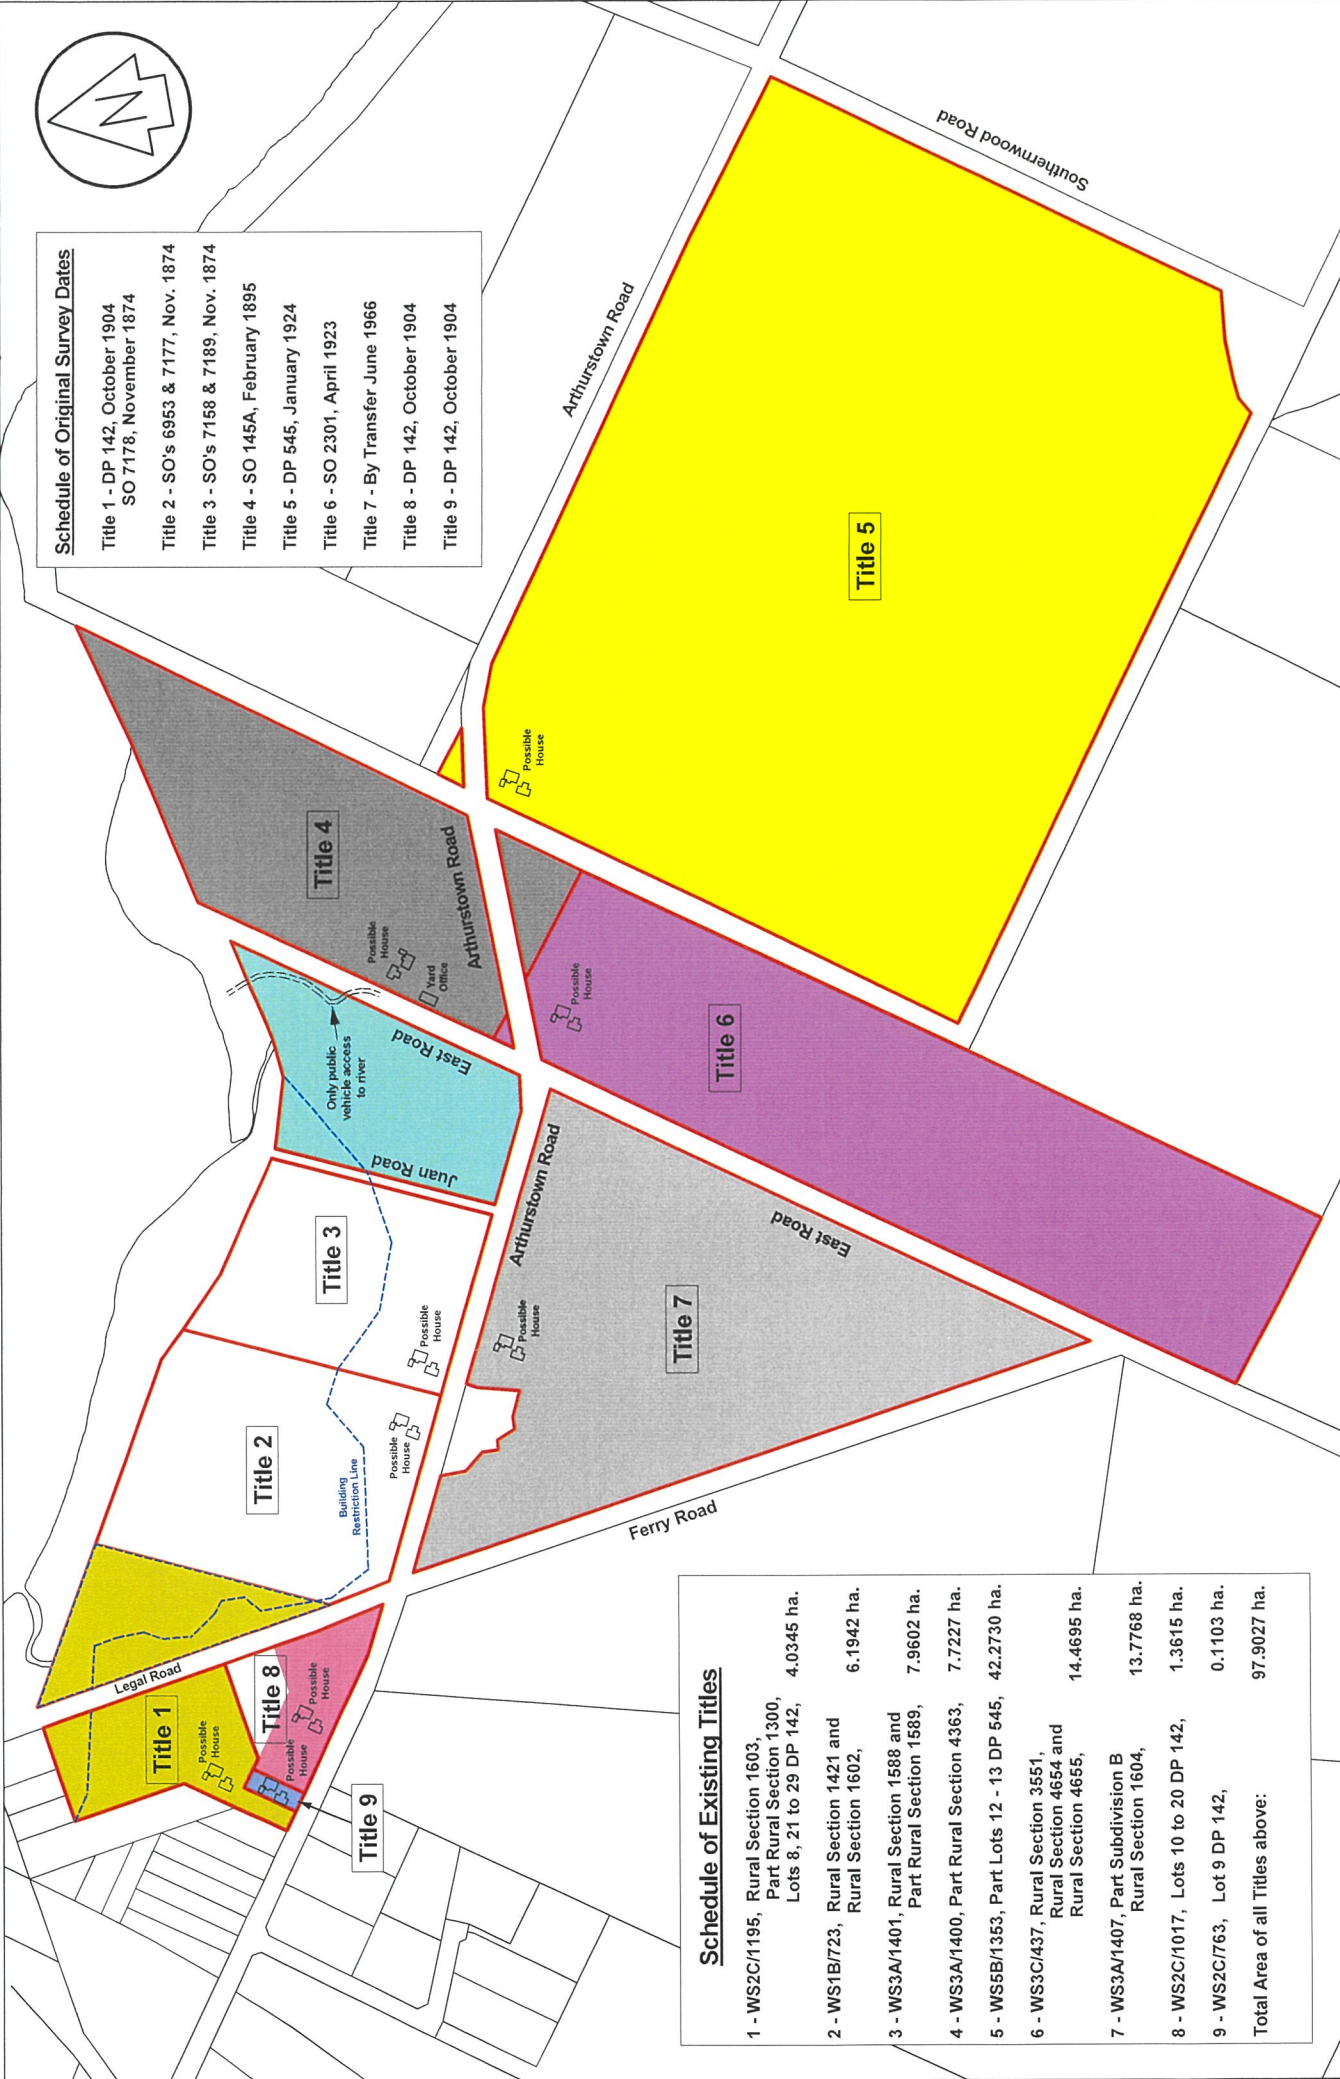 N
Schedule of Original Survey Dates
Title 1 - DP 142, October 1904
SO 7178, November 1874
Title 2 - SO's 6953 & 7177, Nov. 1874
Title 3 - SO's 7158 & 7189, Nov. 1874
Title 4 - SO 145A, February 1895
Title 5 - DP 545, January 1924
Title 6 - SO 2301, April 1923
Title 7 - By Transfer June 1966
Title 8 - DP 142, October 1904
Title 9 - DP 142, October 1904
Southernwood Road
Arthurstown Road
Title 5
Possible
House
Title 4
Possible
House
Yard
Office
Arthurstown Road
Possible
House
Title 6
East Road
Only public
vehicle access
to river
Juan Road
Arthurstown Road
East Road
Title 3
Possible
House
Possible
House
Title 7
Title 2
Possible
House
Building
Restriction Line
Ferry Road
Legal Road
Title 1
Possible
House
Title 8
Possible
House
Possible
House
Title 9
Schedule of Existing Titles
1 - WS2C/1195, Rural Section 1603,
Part Rural Section 1300,
Lots 8, 21 to 29 DP 142, 4.0345 ha.
2 - WS1B/723, Rural Section 1421 and
Rural Section 1602, 6.1942 ha.
3 - WS3A/1401, Rural Section 1588 and
Part Rural Section 1589, 7.9602 ha.
4 - WS3A/1400, Part Rural Section 4363, 7.7227 ha.
5 - WS5B/1353, Part Lots 12 - 13 DP 545, 42.2730 ha.
6 - WS3C/437, Rural Section 3551,
Rural Section 4654 and
Rural Section 4655, 14.4695 ha.
7 - WS3A/1407, Part Subdivision B
Rural Section 1604, 13.7768 ha.
8 - WS2C/1017, Lots 10 to 20 DP 142, 1.3615 ha.
9 - WS2C/763, Lot 9 DP 142, 0.1103 ha.
Total Area of all Titles above: 97.9027 ha.